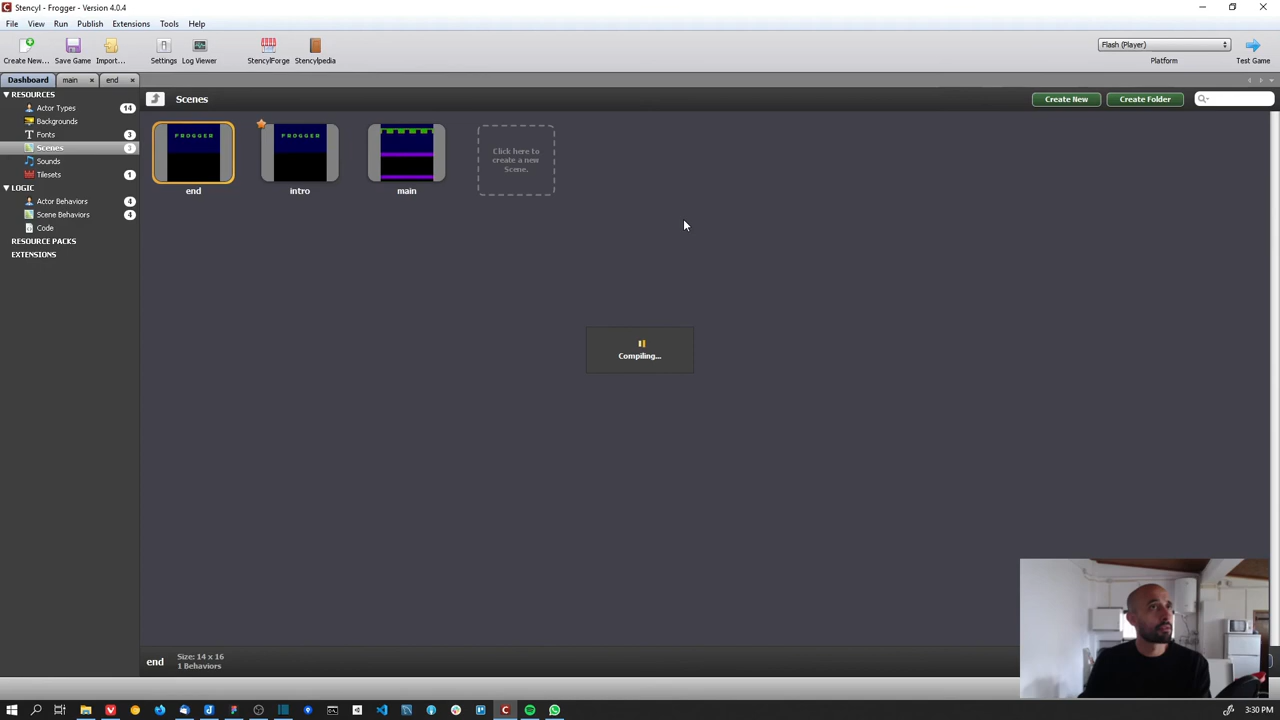 Stencyl - Frogger - Version 4.0.4
File View Run Publish Extensions Tools Help
Create New... Save Game Import... Settings Log Viewer StencylForge Stencylpedia Flash (Player) Platform Test Game
Dashboard main end
RESOURCES
Actor Types 14
Backgrounds
Fonts 3
Scenes 3
Sounds
Tilesets 1
LOGIC
Actor Behaviors 4
Scene Behaviors 4
Code
RESOURCE PACKS
EXTENSIONS
Scenes Create New Create Folder
FROGGER
FROGGER
end
intro
main
Click here to
create a new
Scene.
Compiling...
end
Size: 14 x 16
1 Behaviors
3:30 PM